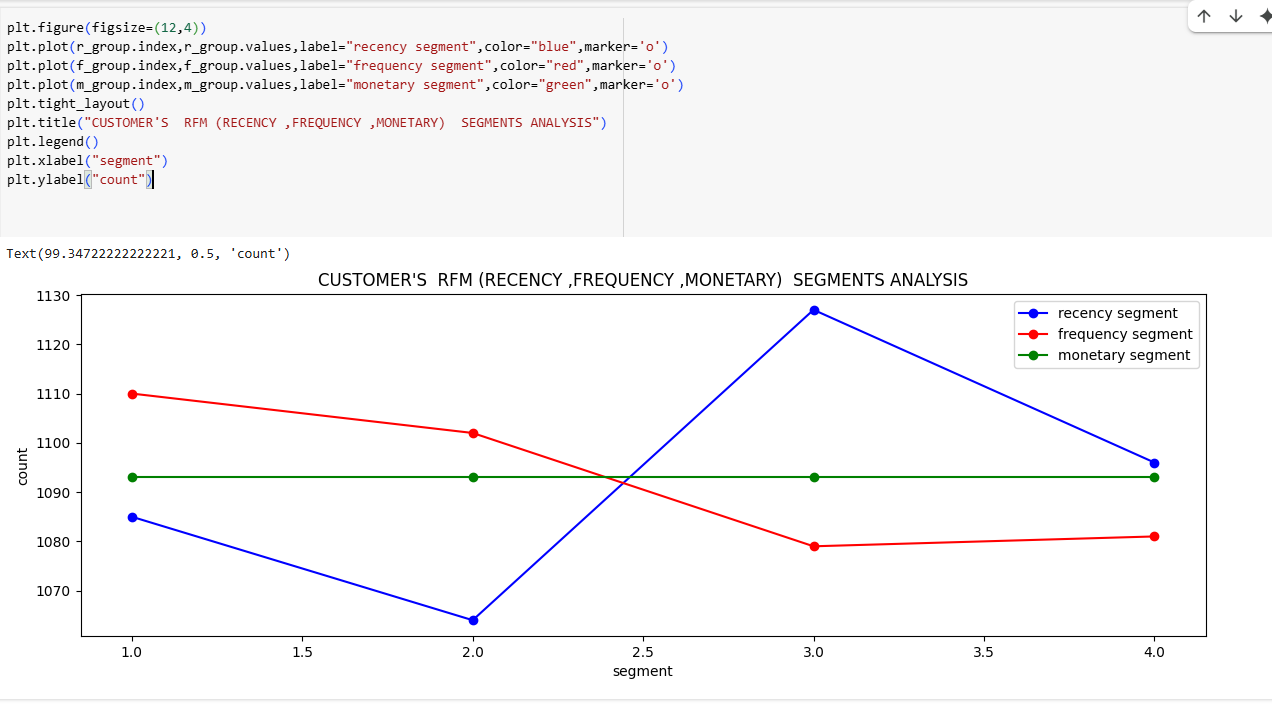 plt.figure(figsize=(12,4))
plt.plot(r_group.index,r_group.values,label="recency segment",color="blue",marker='o')
plt.plot(f_group.index,f_group.values,label="frequency segment",color="red",marker='o')
plt.plot(m_group.index,m_group.values,label="monetary segment",color="green",marker='o')
plt.tight_layout()
plt.title("CUSTOMER'S  RFM (RECENCY ,FREQUENCY ,MONETARY)  SEGMENTS ANALYSIS")
plt.legend()
plt.xlabel("segment")
plt.ylabel("count")
Text(99.34722222222221, 0.5, 'count')
CUSTOMER'S  RFM (RECENCY ,FREQUENCY ,MONETARY)  SEGMENTS ANALYSIS
1130
1120
1110
1100
1090
1080
1070
count
recency segment
frequency segment
monetary segment
1.0 1.5 2.0 2.5 3.0 3.5 4.0
segment